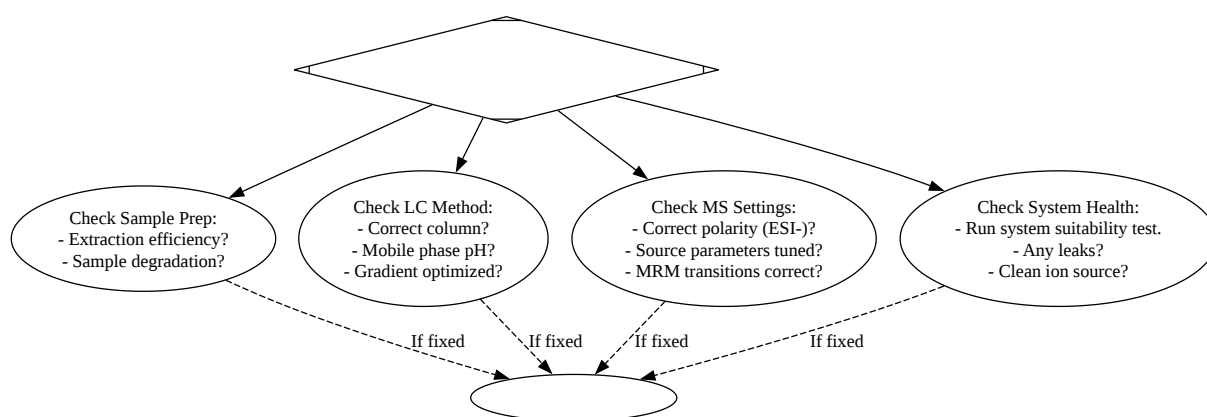 Check Sample Prep:
- Extraction efficiency?
- Sample degradation?
Check LC Method:
- Correct column?
- Mobile phase pH?
- Gradient optimized?
Check MS Settings:
- Correct polarity (ESI-)?
- Source parameters tuned?
- MRM transitions correct?
Check System Health:
- Run system suitability test.
- Any leaks?
- Clean ion source?
If fixed
If fixed
If fixed
If fixed